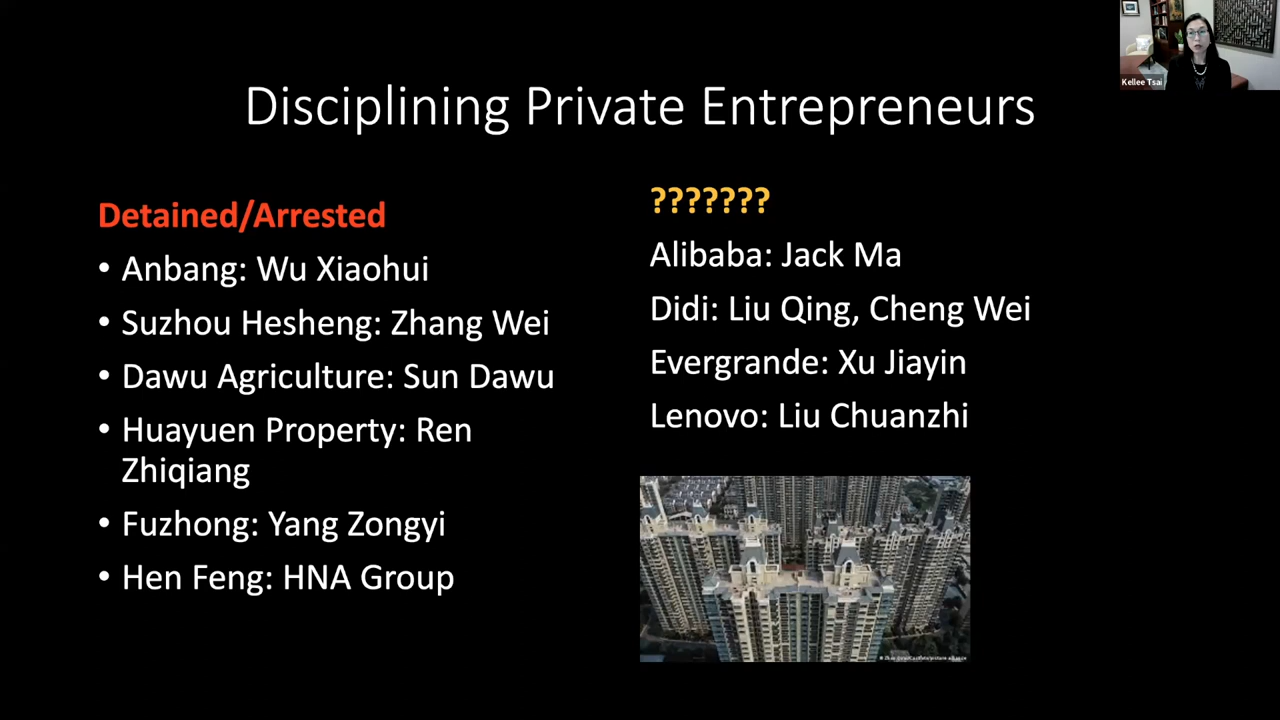 Kellee Tsai
Disciplining Private Entrepreneurs
Detained/Arrested
• Anbang: Wu Xiaohui
• Suzhou Hesheng: Zhang Wei
• Dawu Agriculture: Sun Dawu
• Huayuen Property: Ren
Zhiqiang
• Fuzhong: Yang Zongyi
• Hen Feng: HNA Group
???????
Alibaba: Jack Ma
Didi: Liu Qing, Cheng Wei
Evergrande: Xu Jiayin
Lenovo: Liu Chuanzhi